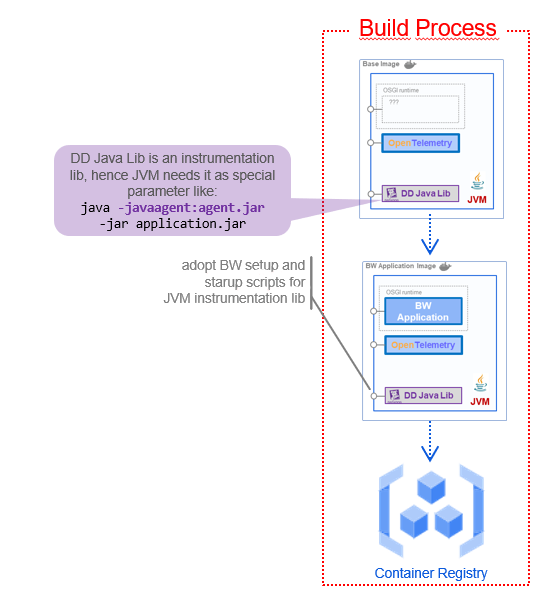 Build Process
Base Image
OSGI runtime
???
OpenTelemetry
DD Java Lib
JVM
DD Java Lib is an instrumentation
lib, hence JVM needs it as special
parameter like:
java -javaagent:agent.jar
-jar application.jar
adopt BW setup and
starup scripts for
JVM instrumentation lib
BW Application Image
OSGI runtime
BW
Application
OpenTelemetry
DD Java Lib
JVM
Container Registry